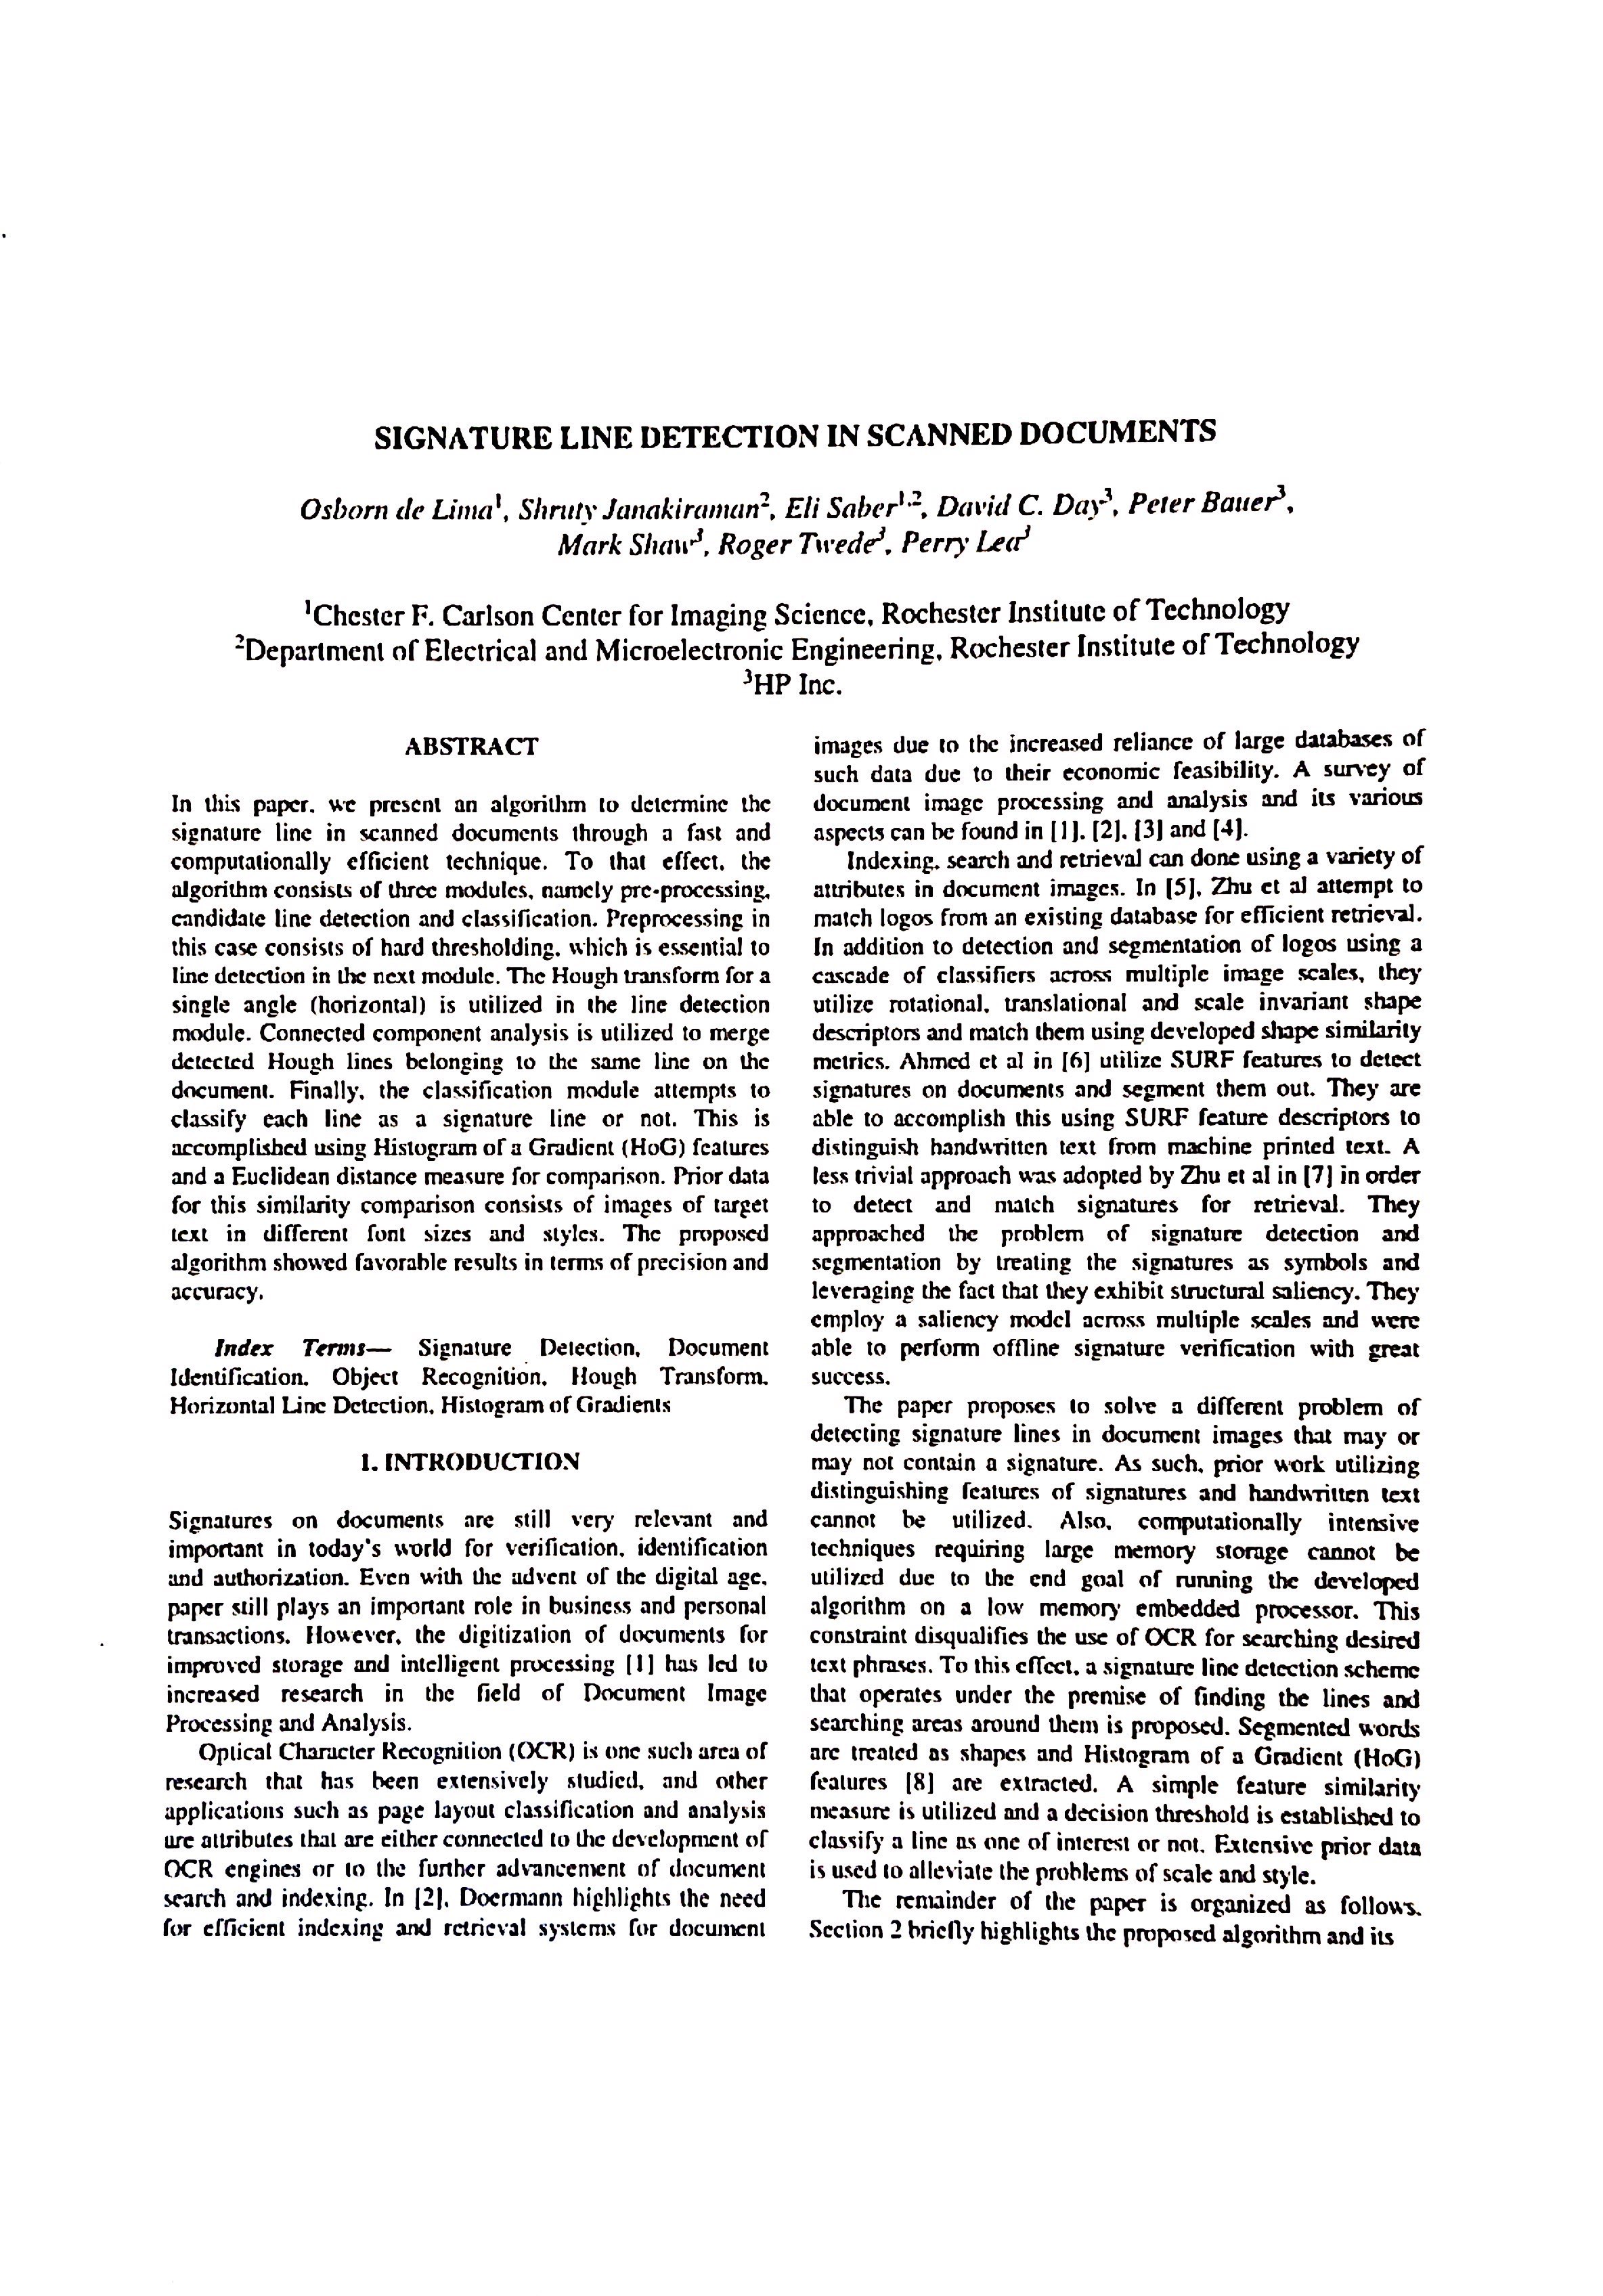 SIGNATURE LINE DETECTION IN SCANNED DOCUMENTS
Osborn de Lima¹, Shruty Janakiraman², Eli Saber¹,², David C. Day³, Peter Bauer³,
Mark Shaw³, Roger Twede³, Perry Lea³
¹Chester F. Carlson Center for Imaging Science, Rochester Institute of Technology
²Department of Electrical and Microelectronic Engineering, Rochester Institute of Technology
³HP Inc.
ABSTRACT
In this paper, we present an algorithm to determine the
signature line in scanned documents through a fast and
computationally efficient technique. To that effect, the
algorithm consists of three modules, namely pre-processing,
candidate line detection and classification. Preprocessing in
this case consists of hard thresholding, which is essential to
line detection in the next module. The Hough transform for a
single angle (horizontal) is utilized in the line detection
module. Connected component analysis is utilized to merge
detected Hough lines belonging to the same line on the
document. Finally, the classification module attempts to
classify each line as a signature line or not. This is
accomplished using Histogram of a Gradient (HoG) features
and a Euclidean distance measure for comparison. Prior data
for this similarity comparison consists of images of target
text in different font sizes and styles. The proposed
algorithm showed favorable results in terms of precision and
accuracy.
Index Terms— Signature Detection, Document
Identification, Object Recognition, Hough Transform,
Horizontal Line Detection, Histogram of Gradients
1. INTRODUCTION
Signatures on documents are still very relevant and
important in today's world for verification, identification
and authorization. Even with the advent of the digital age,
paper still plays an important role in business and personal
transactions. However, the digitization of documents for
improved storage and intelligent processing [1] has led to
increased research in the field of Document Image
Processing and Analysis.
Optical Character Recognition (OCR) is one such area of
research that has been extensively studied, and other
applications such as page layout classification and analysis
are attributes that are either connected to the development of
OCR engines or to the further advancement of document
search and indexing. In [2], Doermann highlights the need
for efficient indexing and retrieval systems for document
images due to the increased reliance of large databases of
such data due to their economic feasibility. A survey of
document image processing and analysis and its various
aspects can be found in [1], [2], [3] and [4].
Indexing, search and retrieval can done using a variety of
attributes in document images. In [5], Zhu et al attempt to
match logos from an existing database for efficient retrieval.
In addition to detection and segmentation of logos using a
cascade of classifiers across multiple image scales, they
utilize rotational, translational and scale invariant shape
descriptors and match them using developed shape similarity
metrics. Ahmed et al in [6] utilize SURF features to detect
signatures on documents and segment them out. They are
able to accomplish this using SURF feature descriptors to
distinguish handwritten text from machine printed text. A
less trivial approach was adopted by Zhu et al in [7] in order
to detect and match signatures for retrieval. They
approached the problem of signature detection and
segmentation by treating the signatures as symbols and
leveraging the fact that they exhibit structural saliency. They
employ a saliency model across multiple scales and were
able to perform offline signature verification with great
success.
The paper proposes to solve a different problem of
detecting signature lines in document images that may or
may not contain a signature. As such, prior work utilizing
distinguishing features of signatures and handwritten text
cannot be utilized. Also, computationally intensive
techniques requiring large memory storage cannot be
utilized due to the end goal of running the developed
algorithm on a low memory embedded processor. This
constraint disqualifies the use of OCR for searching desired
text phrases. To this effect, a signature line detection scheme
that operates under the premise of finding the lines and
searching areas around them is proposed. Segmented words
are treated as shapes and Histogram of a Gradient (HoG)
features [8] are extracted. A simple feature similarity
measure is utilized and a decision threshold is established to
classify a line as one of interest or not. Extensive prior data
is used to alleviate the problems of scale and style.
The remainder of the paper is organized as follows.
Section 2 briefly highlights the proposed algorithm and its